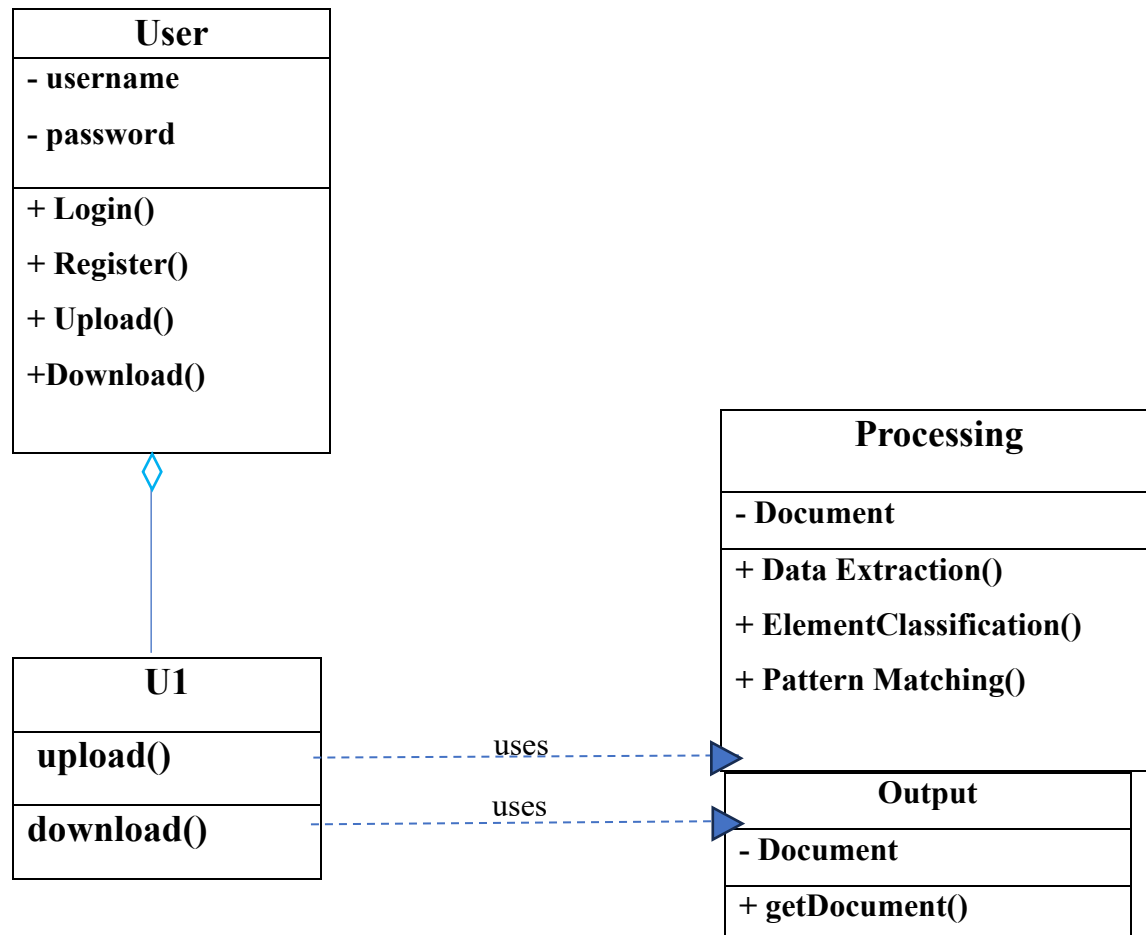 User
- username
- password
+ Login()
+ Register()
+ Upload()
+Download()
Processing
- Document
+ Data Extraction()
+ ElementClassification()
+ Pattern Matching()
U1
upload()
download()
uses
uses
Output
- Document
+ getDocument()